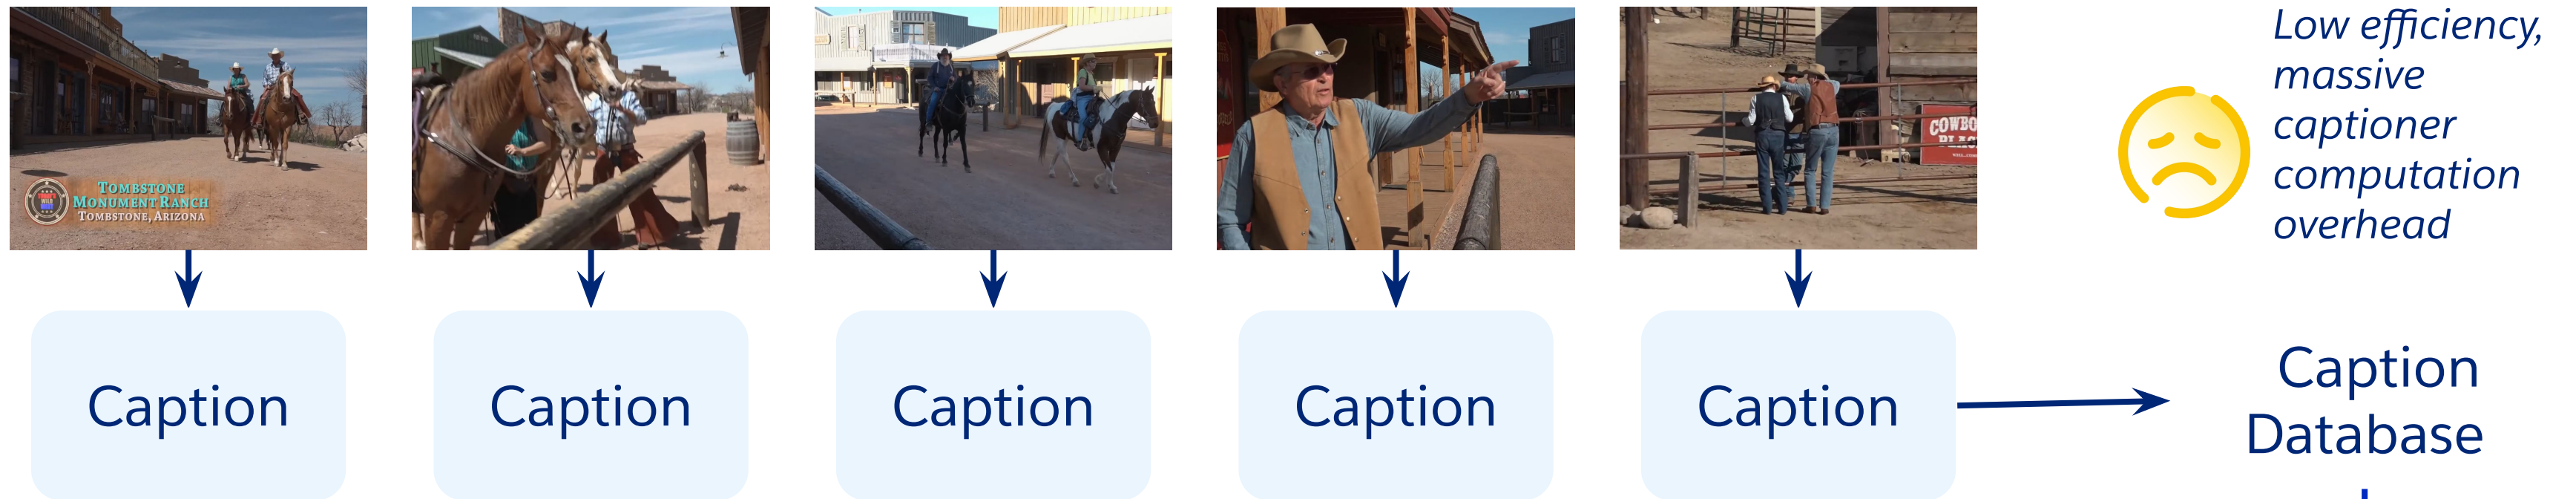 TOMBSTONE
MONUMENT RANCH
TOMBSTONE, ARIZONA
COWBO
Low efficiency,
massive
captioner
computation
overhead
Caption
Caption
Caption
Caption
Caption
Caption
Database